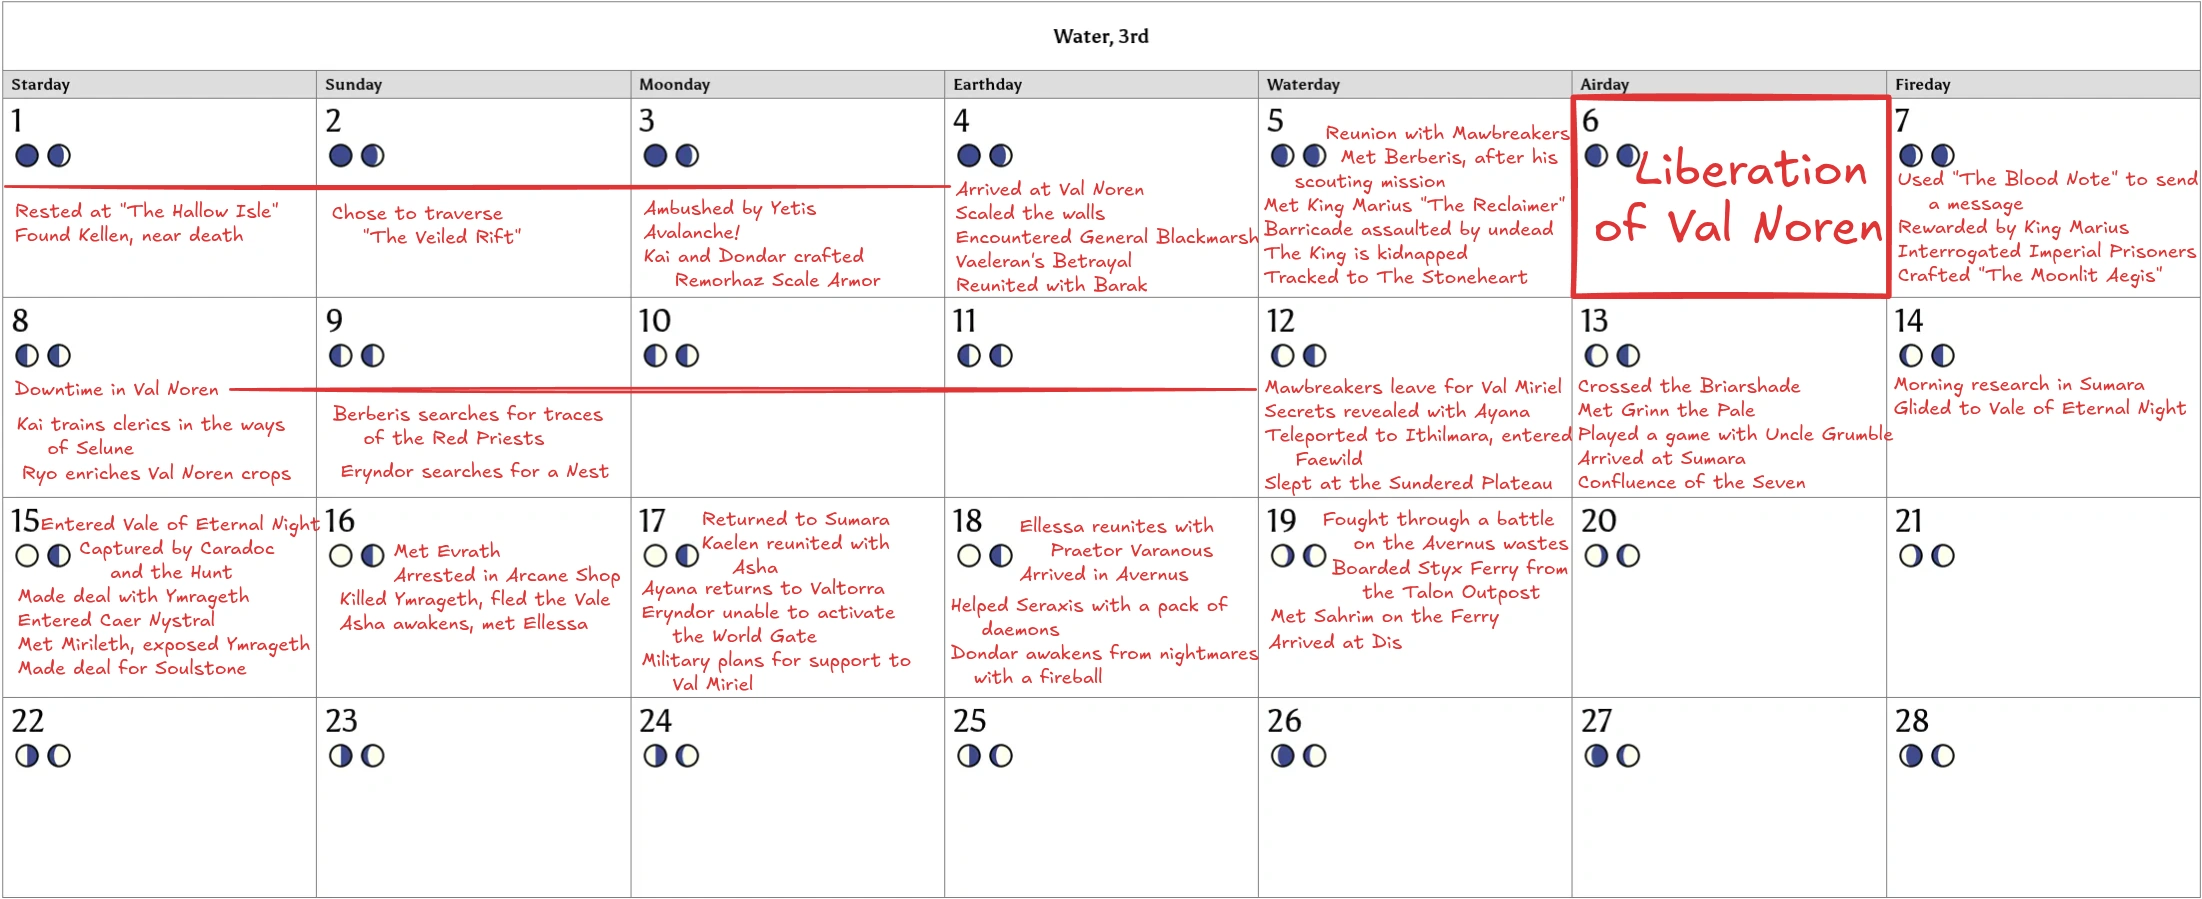 Water, 3rd
Starday
Sunday
Moonday
Earthday
Waterday
Airday
Fireday
1
Rested at "The Hallow Isle"
Found Kellen, near death
2
Chose to traverse
"The Veiled Rift"
3
Ambushed by Yetis
Avalanche!
Kai and Dondar crafted
Remorhaz Scale Armor
4
Arrived at Val Noren
Scaled the walls
Encountered General Blackmarsh
Vaeleran's Betrayal
Reunited with Barak
5
Reunion with Mawbreakers
Met Berberis, after his
scouting mission
Met King Marius "The Reclaimer"
Barricade assaulted by undead
The King is kidnapped
Tracked to The Stoneheart
6
Liberation
of Val Noren
7
Used "The Blood Note" to send
a message
Rewarded by King Marius
Interrogated Imperial Prisoners
Crafted "The Moonlit Aegis"
8
Downtime in Val Noren
Kai trains clerics in the ways
of Selune
Ryo enriches Val Noren crops
9
Berberis searches for traces
of the Red Priests
Eryndor searches for a Nest
10
11
12
Mawbreakers leave for Val Miriel
Secrets revealed with Ayana
Teleported to Ithilmara, entered
Faewild
Slept at the Sundered Plateau
13
Crossed the Briarshade
Met Grinn the Pale
Played a game with Uncle Grumble
Arrived at Sumara
Confluence of the Seven
14
Morning research in Sumara
Glided to Vale of Eternal Night
15
Entered Vale of Eternal Night
Captured by Caradoc
and the Hunt
Made deal with Ymrageth
Entered Caer Nystral
Met Mirileth, exposed Ymrageth
Made deal for Soulstone
16
Met Evrath
Arrested in Arcane Shop
Killed Ymrageth, fled the Vale
Asha awakens, met Ellessa
17
Returned to Sumara
Kaelen reunited with
Asha
Ayana returns to Valtorra
Eryndor unable to activate
the World Gate
Military plans for support to
Val Miriel
18
Ellessa reunites with
Praetor Varanous
Arrived in Avernus
Helped Seraxis with a pack of
daemons
Dondar awakens from nightmares
with a fireball
19
Fought through a battle
on the Avernus wastes
Boarded Styx Ferry from
the Talon Outpost
Met Sahrim on the Ferry
Arrived at Dis
20
21
22
23
24
25
26
27
28